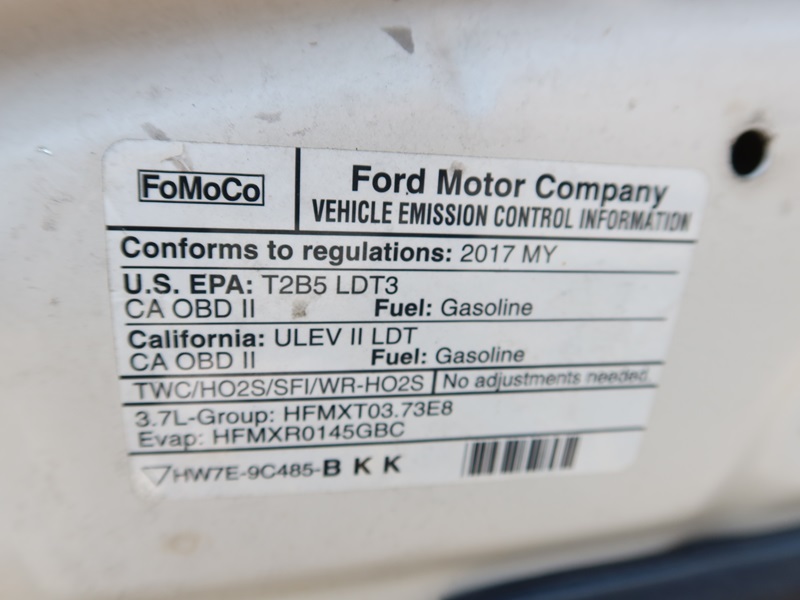 FoMoCo
Ford Motor Company
VEHICLE EMISSION CONTROL INFORMATION
Conforms to regulations: 2017 MY
U.S. EPA: T2B5 LDT3
CA OBD II Fuel: Gasoline
California: ULEV II LDT
CA OBD II Fuel: Gasoline
TWC/HO2S/SFI/WR-HO2S No adjustments needed.
3.7L-Group: HFMXT03.73E8
Evap: HFMXR0145GBC
HW7E-9C485-B K K